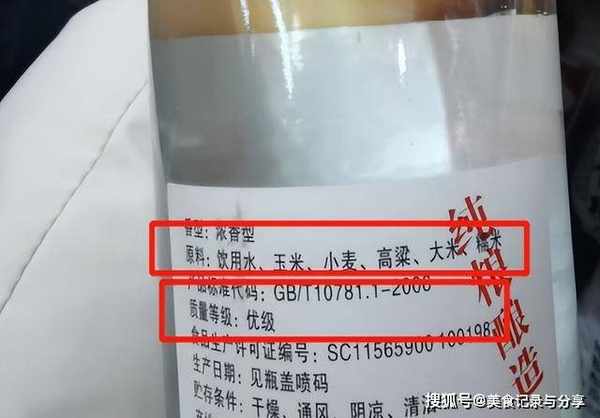 香型：浓香型
原料：饮用水、玉米、小麦、高粱、大米、糯米
产品标准代码：GB/T10781.1-2006
质量等级：优级
食品生产许可证编号：SC11565900100198
生产日期：见瓶盖喷码
贮存条件：干燥、通风、阴凉、清洁
纯粮酿造
搜狐号@美食记录与分享